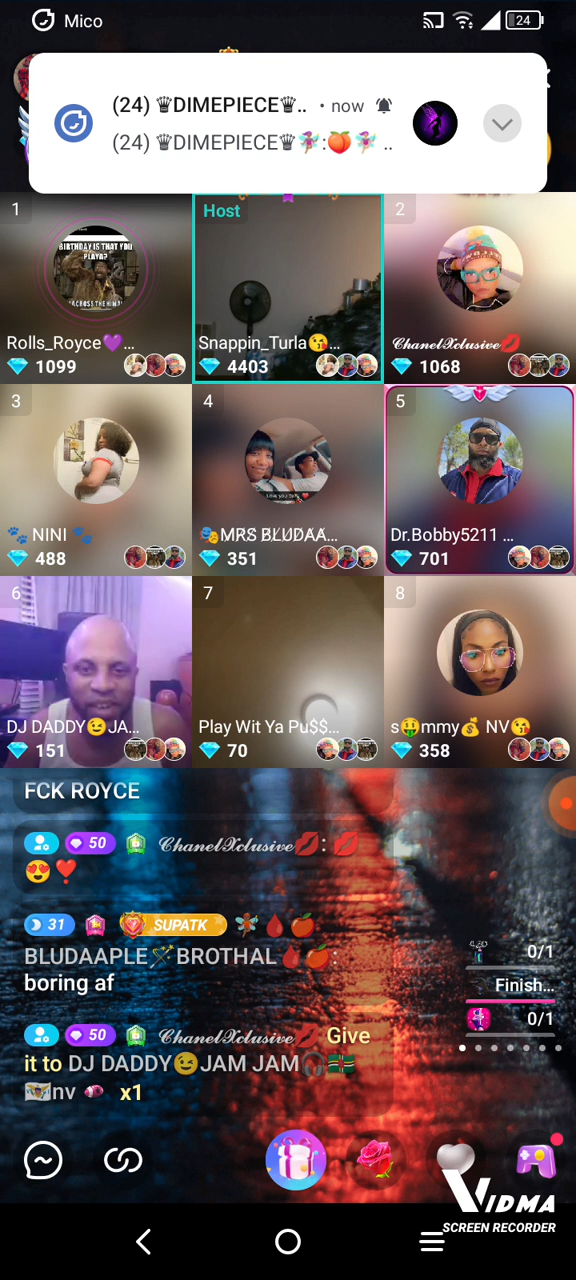 Mico
24
(24) ♛DIMEPIECE♛.. • now
(24) ♛DIMEPIECE♛🧚🏾‍♀️:🍑🧚🏾‍♀️ ..
1
BIRTHDAY IS THAT YOU
PLAYA?
Rolls_Royce💜...
1099
Host
Snappin_Turla😘...
4403
2
𝒞𝒽𝒶𝓃𝑒𝓁𝒳𝒸𝓁𝓊𝓈𝒾𝓋𝑒💋
1068
3
🐾 NINI 🐾
488
4
🎭MRS BLUDAA...
351
5
Dr.Bobby5211 ...
701
6
DJ DADDY😉JA...
151
7
Play Wit Ya Pu$$...
70
8
s🤑mmy💰 NV😘
358
FCK ROYCE
50 𝒞𝒽𝒶𝓃𝑒𝓁𝒳𝒸𝓁𝓊𝓈𝒾𝓋𝑒💋: 💋
😍❤️
31 SUPATK 🧚🏾🩸🍎
BLUDAAPLE🪄BROTHAL🩸🍎:
boring af
50 𝒞𝒽𝒶𝓃𝑒𝓁𝒳𝒸𝓁𝓊𝓈𝒾𝓋𝑒💋 Give
it to DJ DADDY😉JAM JAM🎧🇩🇲
🇻🇮nv 🏈 x1
0/1
Finish...
0/1
VIDMA
SCREEN RECORDER